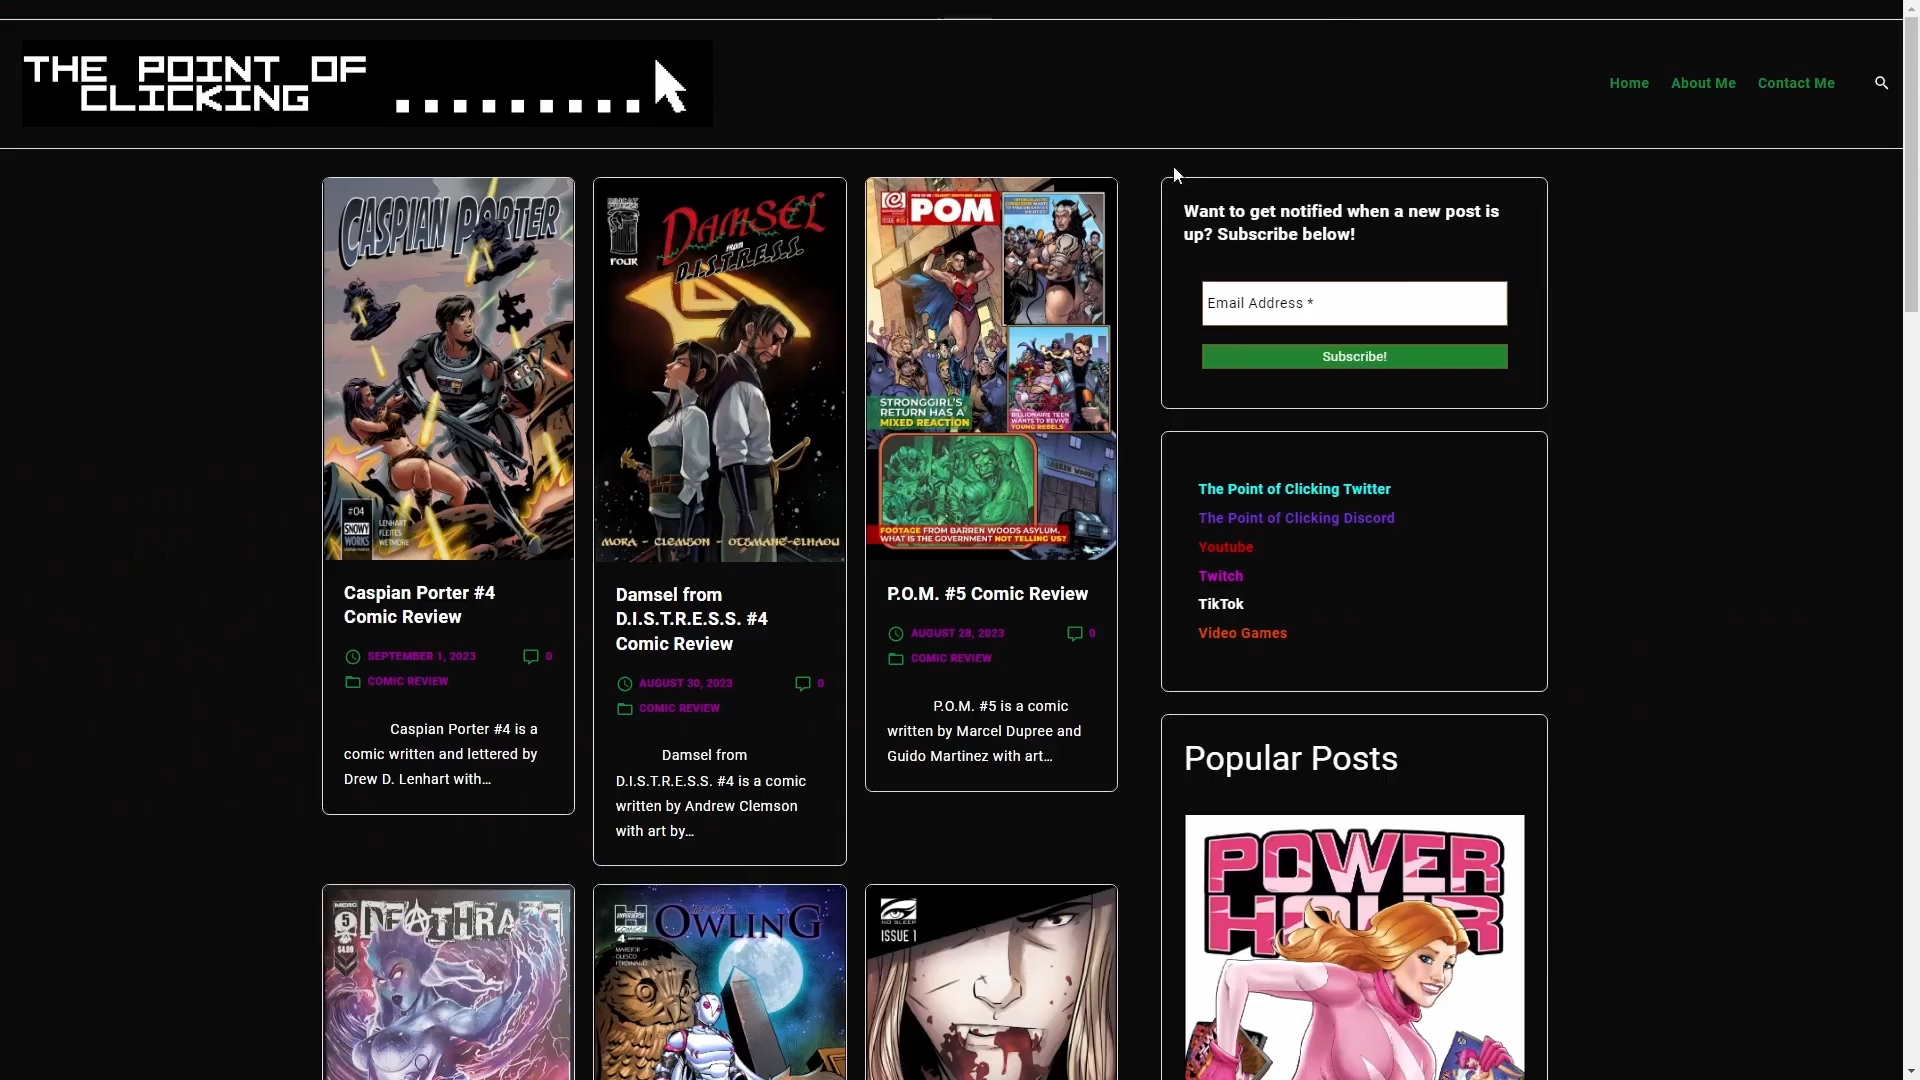 THE POINT OF
CLICKING
Home About Me Contact Me
CASPIAN PORTER
#04
SNOWY
WORKS
LENHART
FLEITES
WETMORE
Caspian Porter #4
Comic Review
SEPTEMBER 1, 2023 0
COMIC REVIEW
Caspian Porter #4 is a
comic written and lettered by
Drew D. Lenhart with...
FOUR
DAMSEL
FROM
D.I.S.T.R.E.S.S.
MORA - CLEMSON - OTSMANE-ELHAOU
Damsel from
D.I.S.T.R.E.S.S. #4
Comic Review
AUGUST 30, 2023 0
COMIC REVIEW
Damsel from
D.I.S.T.R.E.S.S. #4 is a comic
written by Andrew Clemson
with art by...
POM
STRONGGIRL'S
RETURN HAS A
MIXED REACTION
BILLIONAIRE TEEN
WANTS TO REVIVE
YOUNG REBELS
FOOTAGE FROM BARREN WOODS ASYLUM.
WHAT IS THE GOVERNMENT NOT TELLING US?
P.O.M. #5 Comic Review
AUGUST 28, 2023 0
COMIC REVIEW
P.O.M. #5 is a comic
written by Marcel Dupree and
Guido Martinez with art...
Want to get notified when a new post is
up? Subscribe below!
Email Address *
Subscribe!
The Point of Clicking Twitter
The Point of Clicking Discord
Youtube
Twitch
TikTok
Video Games
Popular Posts
POWER
HOUR
MERC
5
$4.99
DEATHRAGE
4
OWLING
NO SLEEP
ISSUE 1